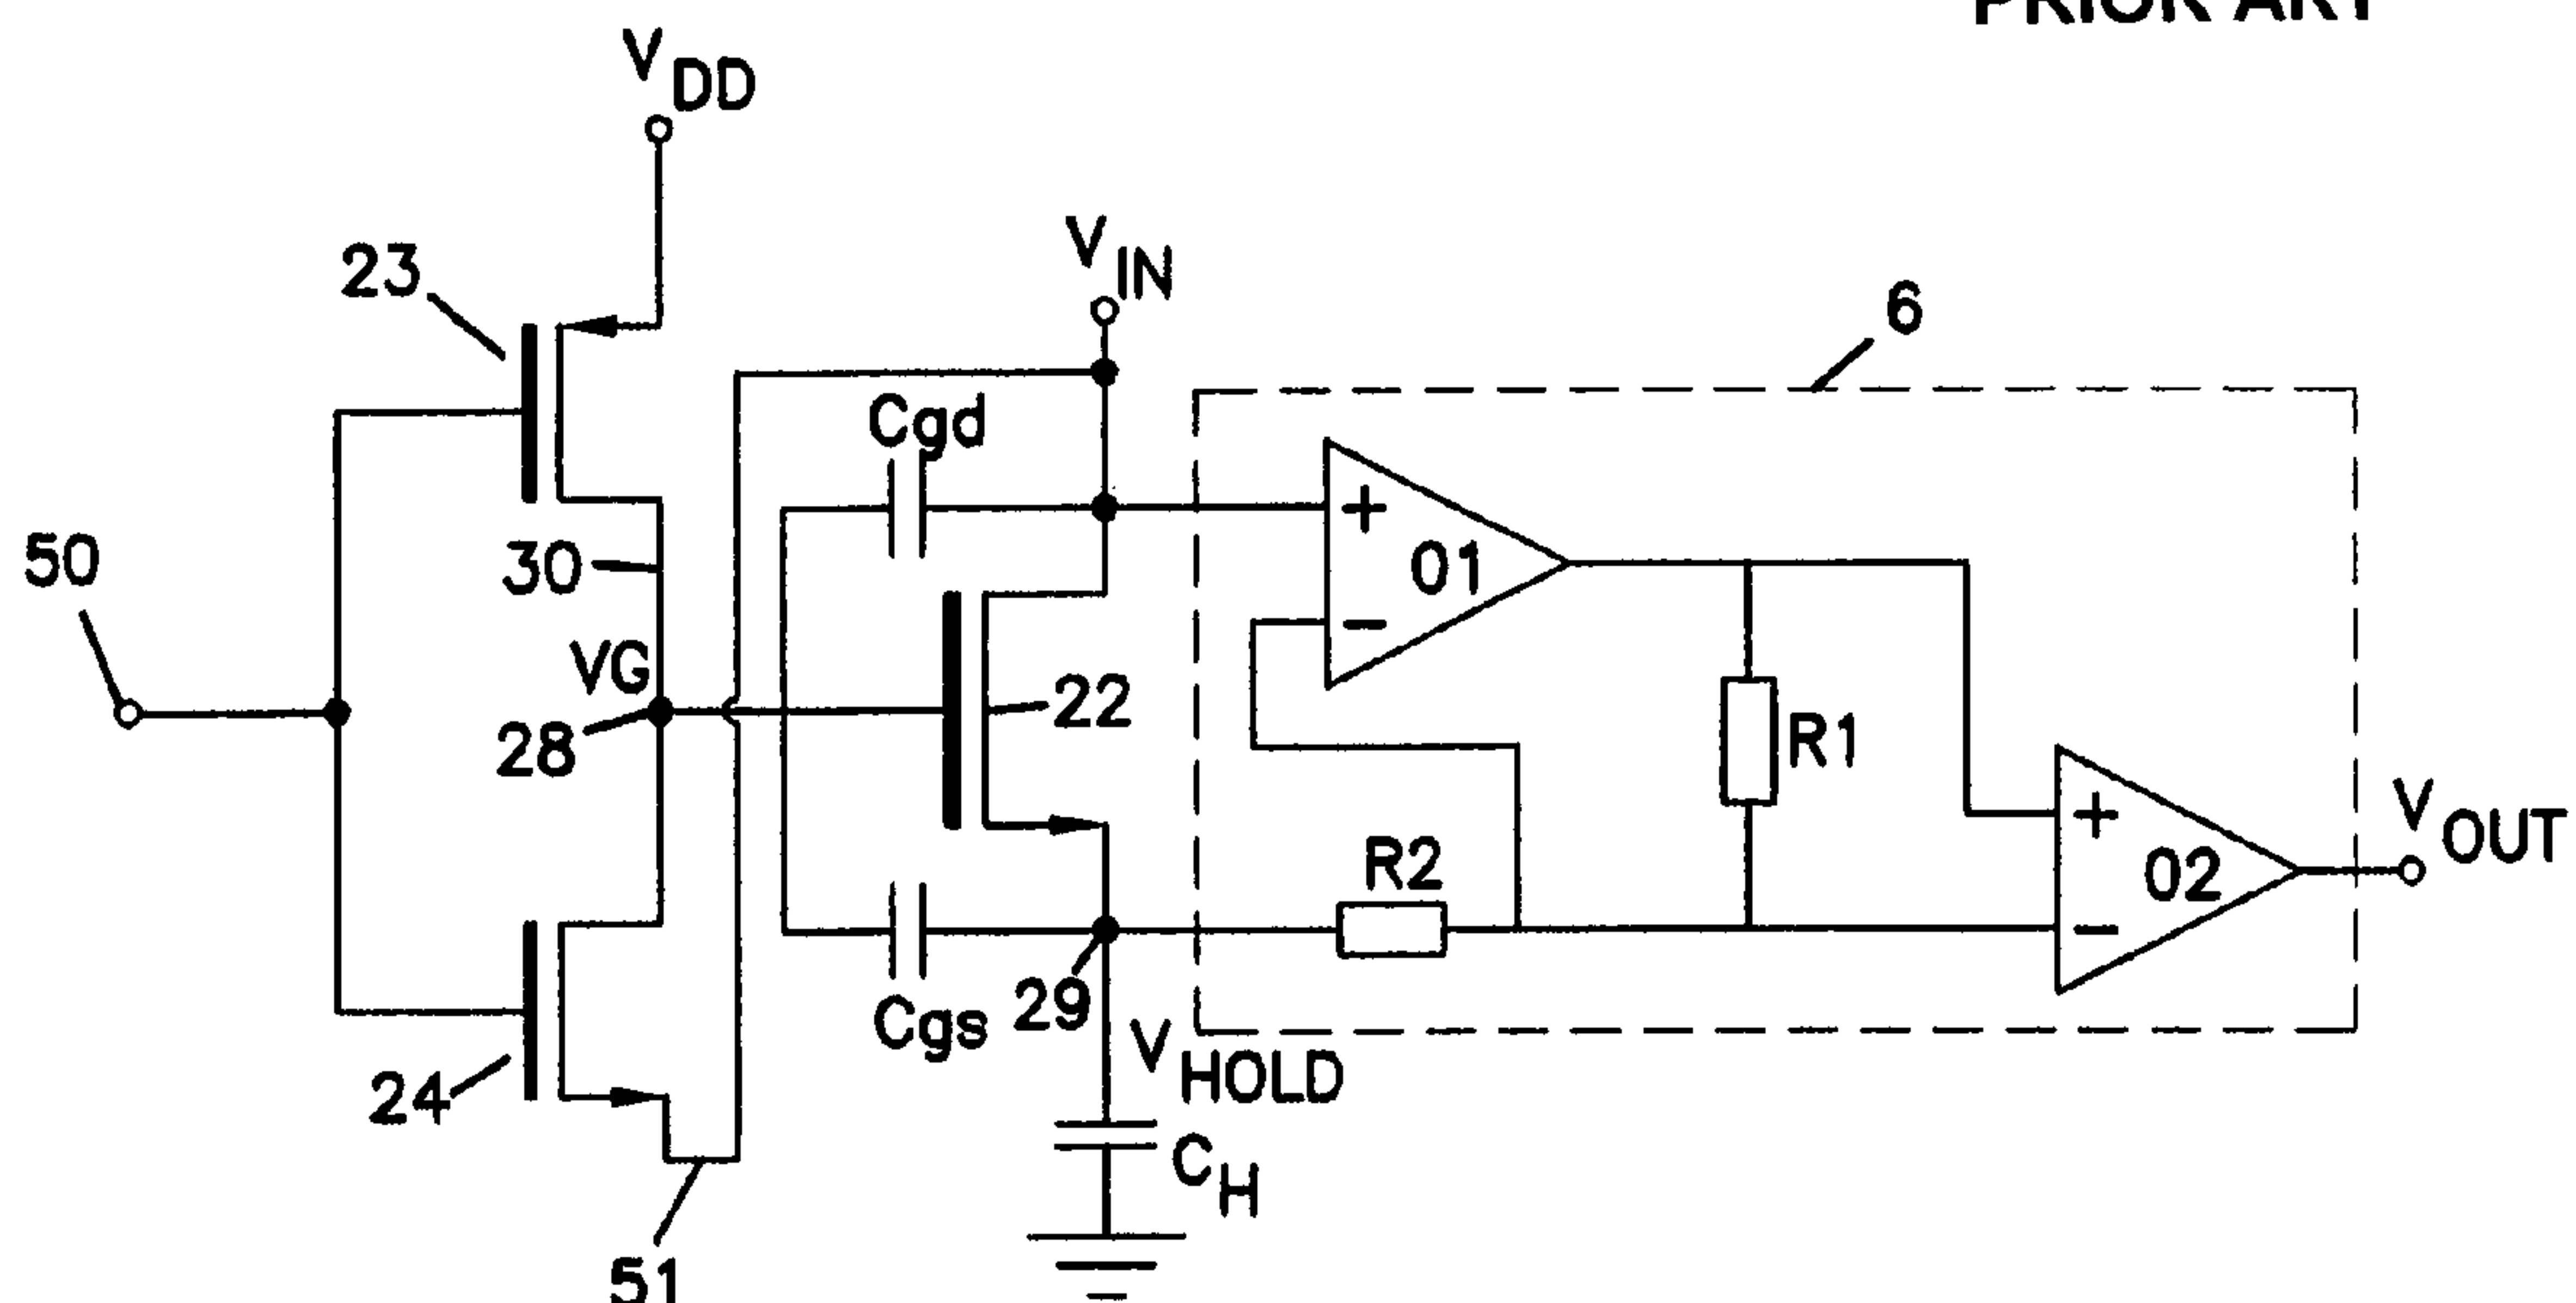 PRIOR ART
VDD
23
VIN
6
Cgd
+
01
50
30
VG
−
22
28
R1
+
VOUT
R2
02
−
29
Cgs
VHOLD
24
CH
51